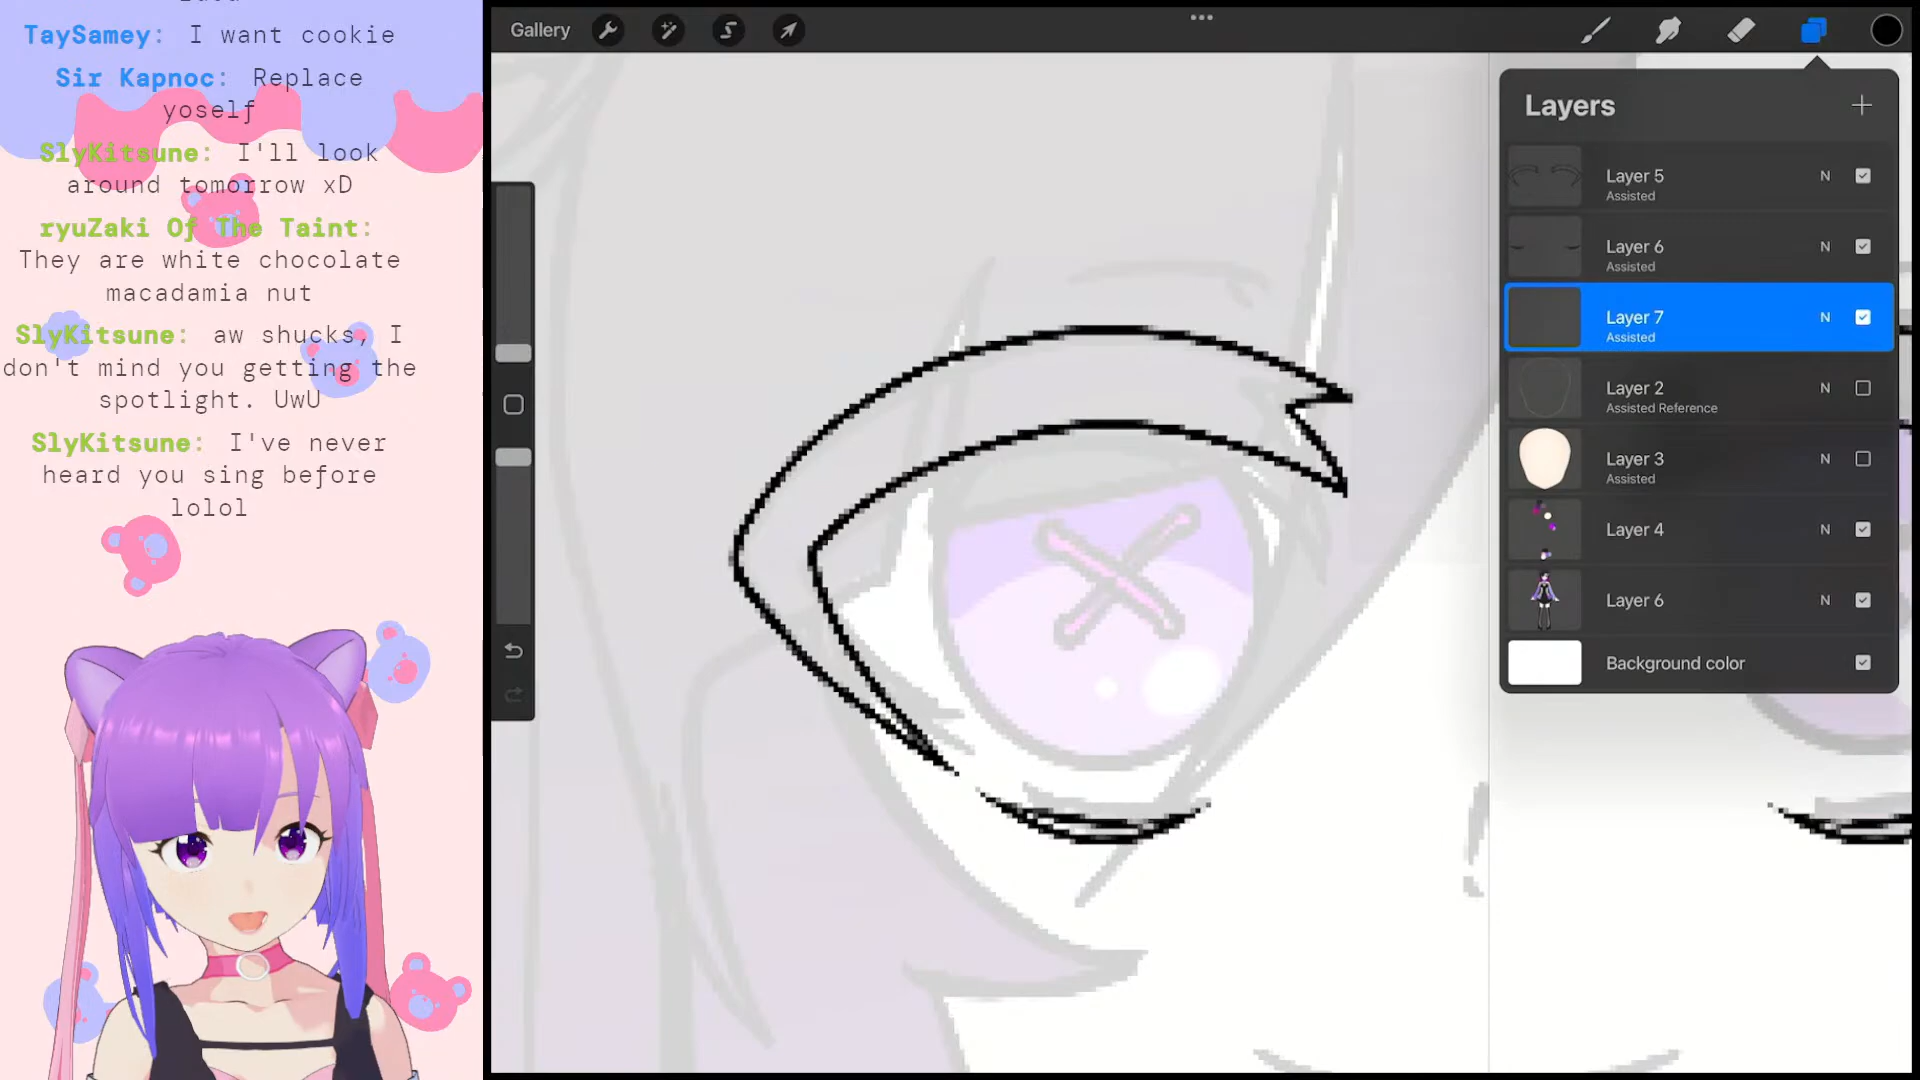 TaySamey: I want cookie
Sir Kapnoc: Replace
yoself
SlyKitsune: I'll look
around tomorrow xD
ryuZaki Of The Taint:
They are white chocolate
macadamia nut
SlyKitsune: aw shucks, I
don't mind you getting the
spotlight. UwU
SlyKitsune: I've never
heard you sing before
lolol
Gallery
Layers
Layer 5 N
Assisted
Layer 6 N
Assisted
Layer 7 N
Assisted
Layer 2 N
Assisted Reference
Layer 3 N
Assisted
Layer 4 N
Layer 6 N
Background color